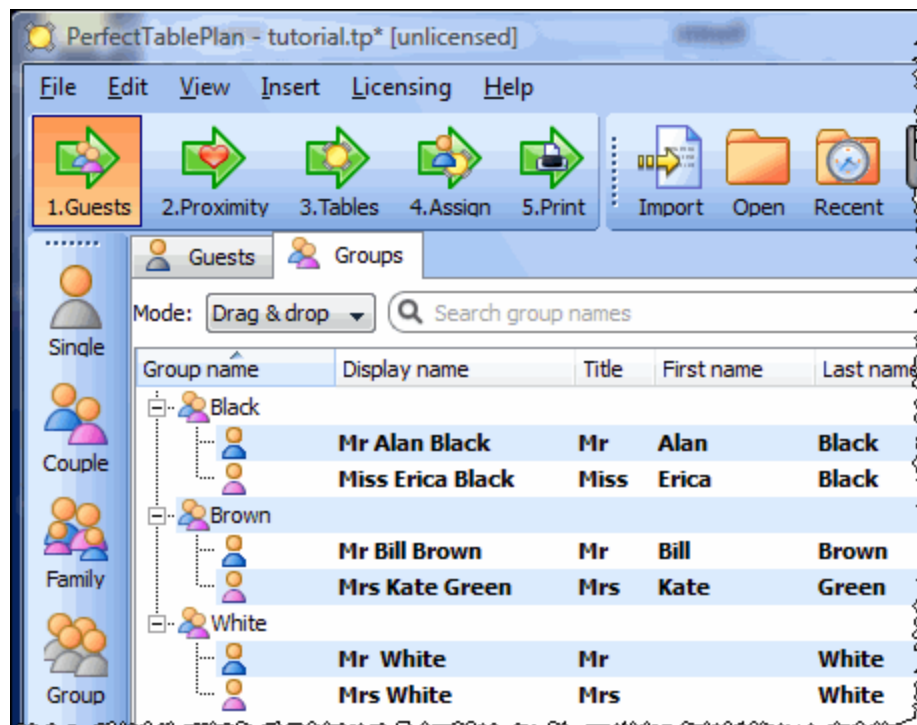 PerfectTablePlan - tutorial.tp* [unlicensed]
File Edit View Insert Licensing Help
1.Guests 2.Proximity 3.Tables 4.Assign 5.Print Import Open Recent
Guests Groups
Mode: Drag & drop Search group names
Single
Group name Display name Title First name Last name
Black
Mr Alan Black Mr Alan Black
Couple
Miss Erica Black Miss Erica Black
Brown
Mr Bill Brown Mr Bill Brown
Family
Mrs Kate Green Mrs Kate Green
White
Mr White Mr White
Group
Mrs White Mrs White